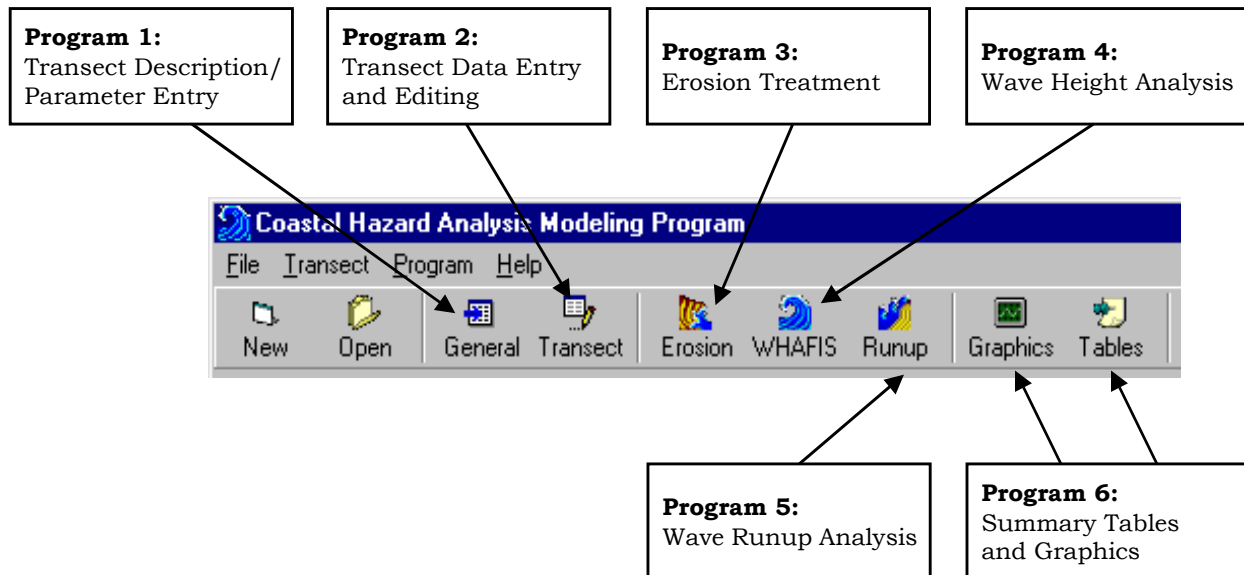 Program 1:
Transect Description/
Parameter Entry
Program 2:
Transect Data Entry
and Editing
Program 3:
Erosion Treatment
Program 4:
Wave Height Analysis
Coastal Hazard Analysis Modeling Program
File Transect Program Help
New Open General Transect Erosion WHAFIS Runup Graphics Tables
Program 5:
Wave Runup Analysis
Program 6:
Summary Tables
and Graphics